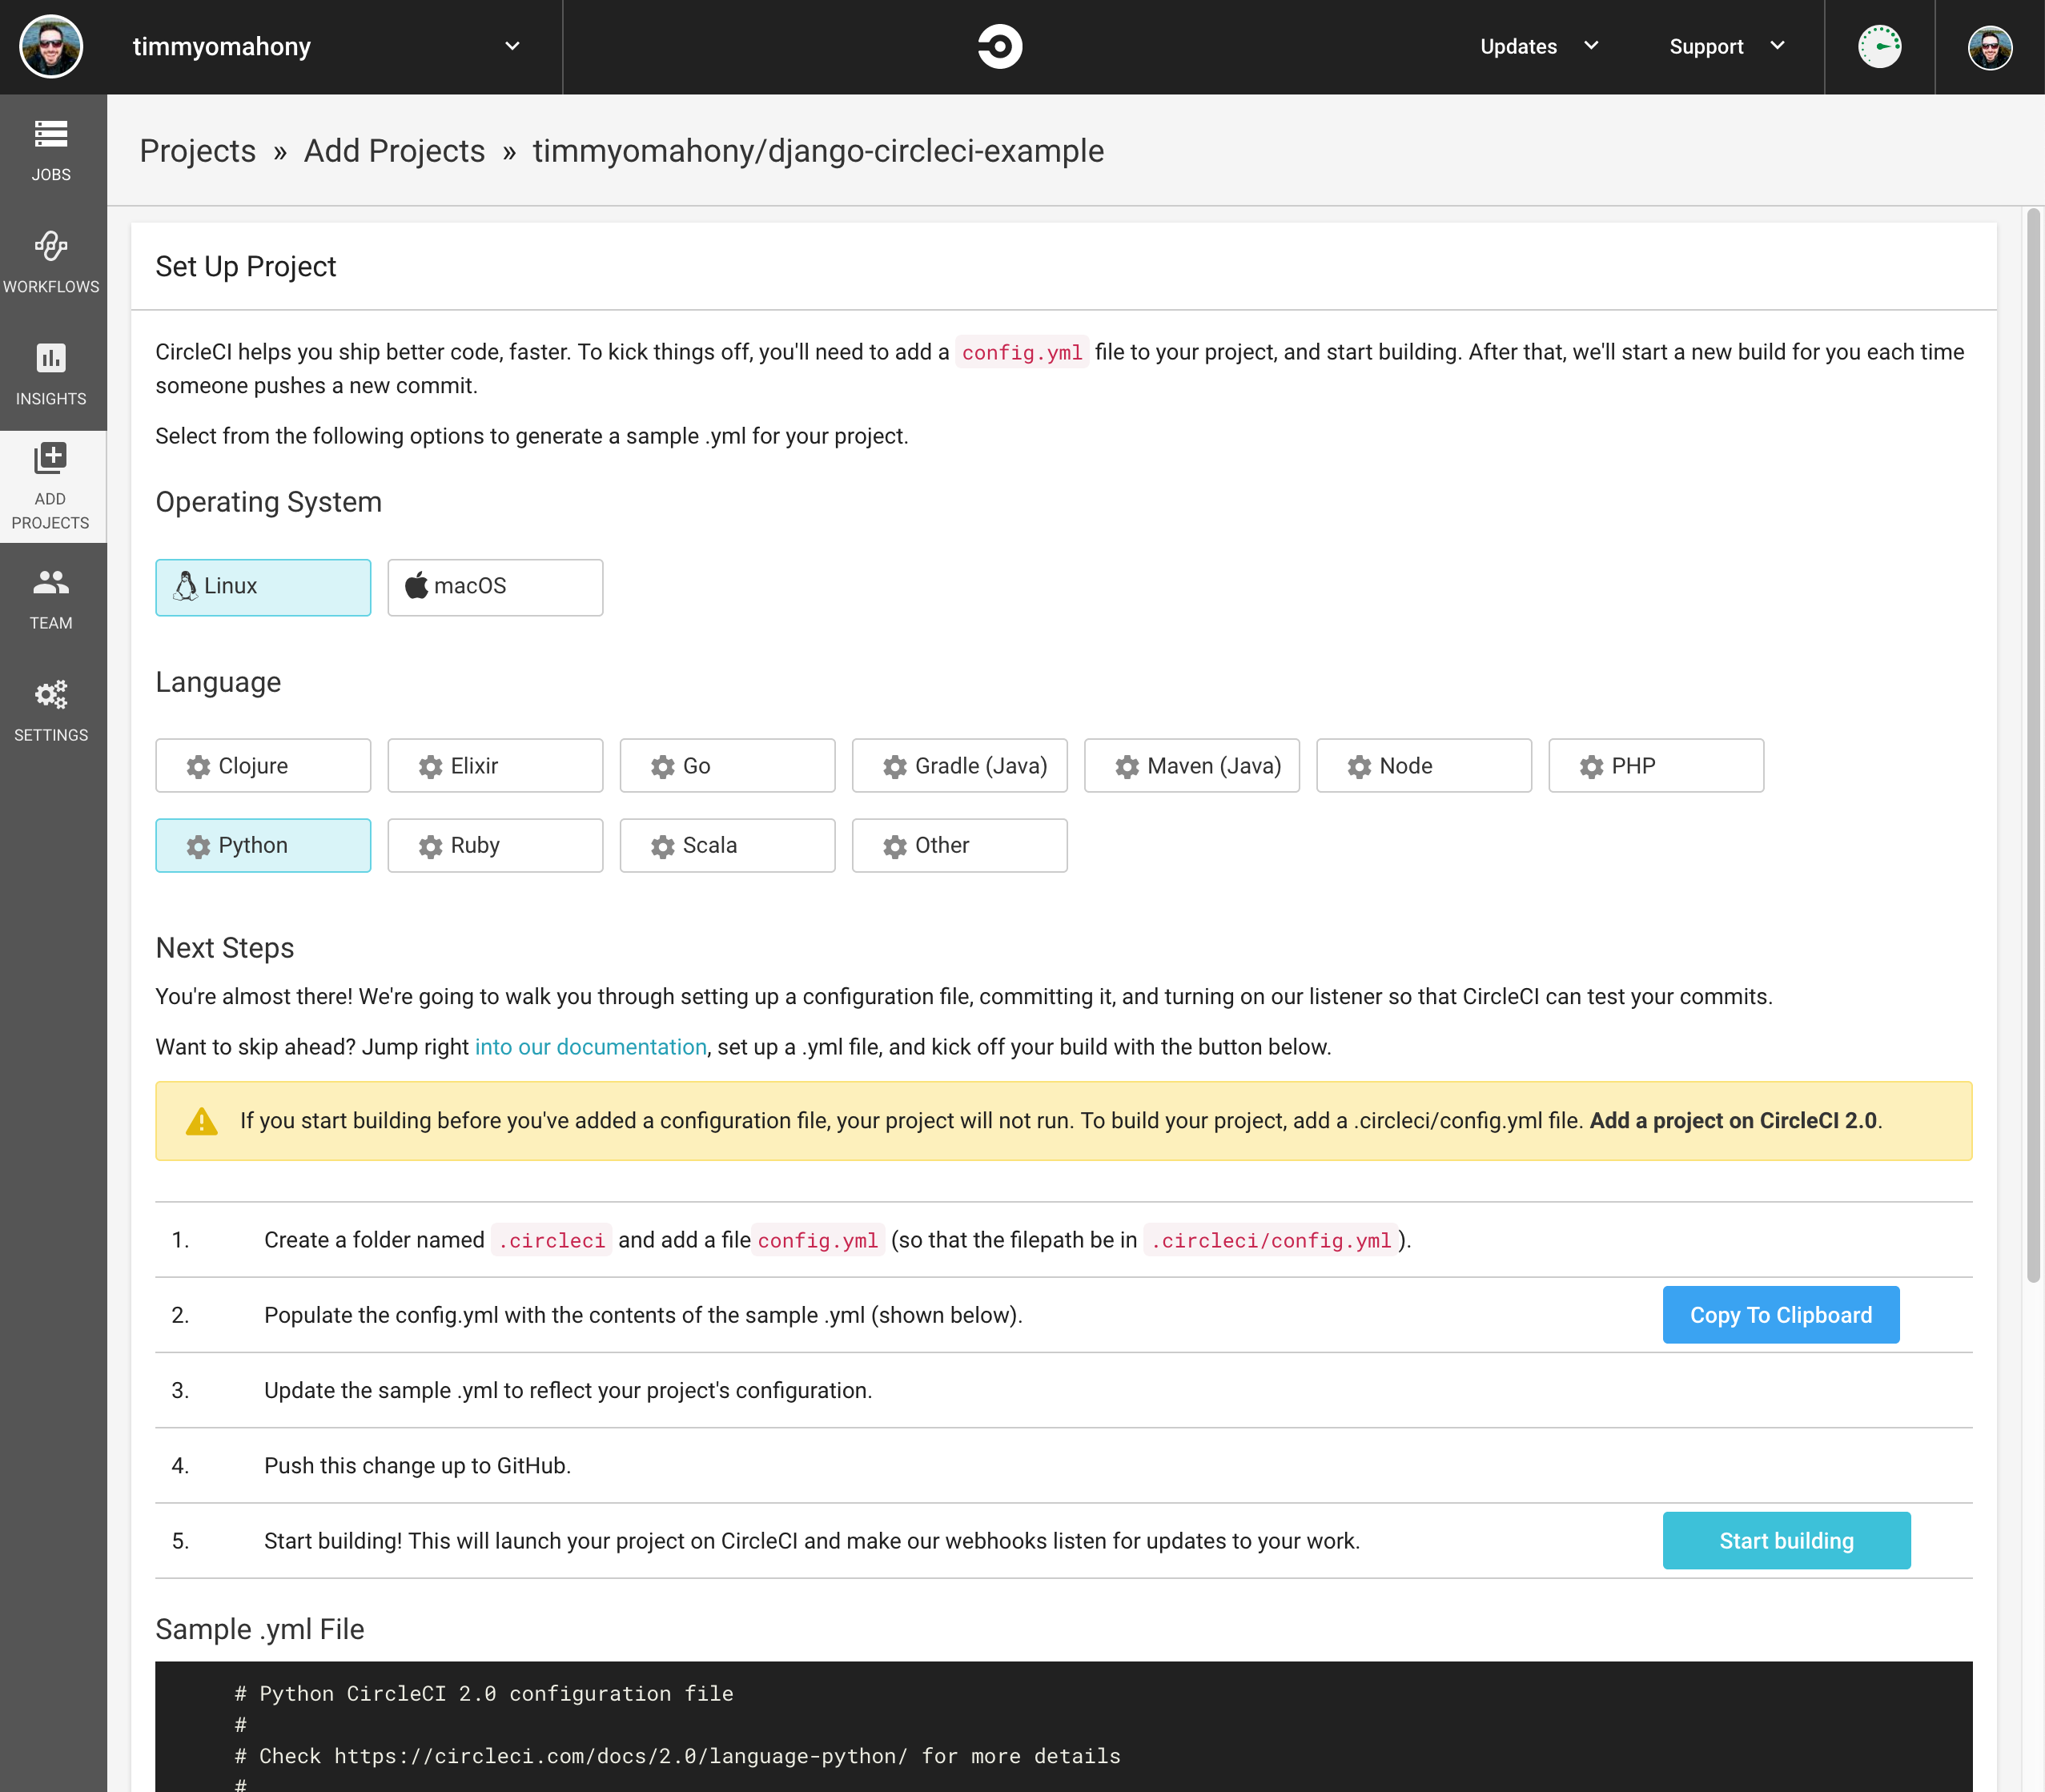 timmyomahony
Updates
Support
JOBS
WORKFLOWS
INSIGHTS
ADD
PROJECTS
TEAM
SETTINGS
Projects » Add Projects » timmyomahony/django-circleci-example
Set Up Project
CircleCI helps you ship better code, faster. To kick things off, you'll need to add a config.yml file to your project, and start building. After that, we'll start a new build for you each time
someone pushes a new commit.
Select from the following options to generate a sample .yml for your project.
Operating System
Linux
macOS
Language
Clojure
Elixir
Go
Gradle (Java)
Maven (Java)
Node
PHP
Python
Ruby
Scala
Other
Next Steps
You're almost there! We're going to walk you through setting up a configuration file, committing it, and turning on our listener so that CircleCI can test your commits.
Want to skip ahead? Jump right into our documentation, set up a .yml file, and kick off your build with the button below.
If you start building before you've added a configuration file, your project will not run. To build your project, add a .circleci/config.yml file. Add a project on CircleCI 2.0.
1. Create a folder named .circleci and add a file config.yml (so that the filepath be in .circleci/config.yml ).
2. Populate the config.yml with the contents of the sample .yml (shown below).
Copy To Clipboard
3. Update the sample .yml to reflect your project's configuration.
4. Push this change up to GitHub.
5. Start building! This will launch your project on CircleCI and make our webhooks listen for updates to your work.
Start building
Sample .yml File
# Python CircleCI 2.0 configuration file
#
# Check https://circleci.com/docs/2.0/language-python/ for more details
#